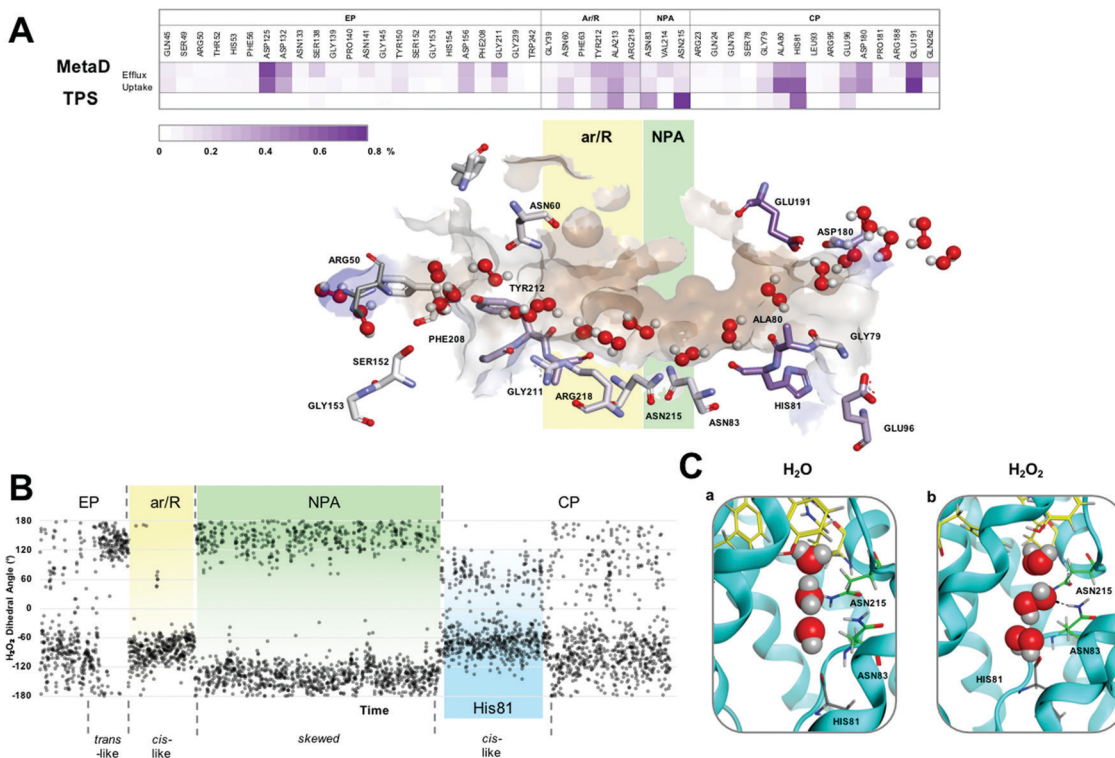 A
EP
Ar/R
NPA
CP
GLN45
SER49
ARG50
THR52
HIS53
PHE56
ASP125
ASP132
ASN133
SER138
GLY139
PRO140
ASN141
GLY145
TYR150
SER152
GLY153
HIS154
ASP156
PHE208
GLY211
GLY239
TRP242
GLY39
ASN60
PHE63
TYR212
ALA213
ARG218
ASN83
VAL214
ASN215
ARG23
GLN24
GLN76
SER78
GLY79
ALA80
HIS81
LEU93
ARG95
GLU96
ASP180
PRO181
ARG188
GLU191
GLN262
MetaD
Efflux
Uptake
TPS
0 0.2 0.4 0.6 0.8 %
ar/R
NPA
GLU191
ASN60
ASP180
ARG50
TYR212
ALA80
PHE208
GLY79
SER152
GLY211
ARG218
HIS81
GLY153
ASN215
ASN83
GLU96
B
EP
ar/R
NPA
CP
H₂O₂ Dihedral Angle (°)
180
120
60
0
-60
-120
-180
Time
His81
trans
-like
cis-
like
skewed
cis-
like
C
H₂O
H₂O₂
a
b
ASN215
ASN83
HIS81
ASN215
ASN83
HIS81